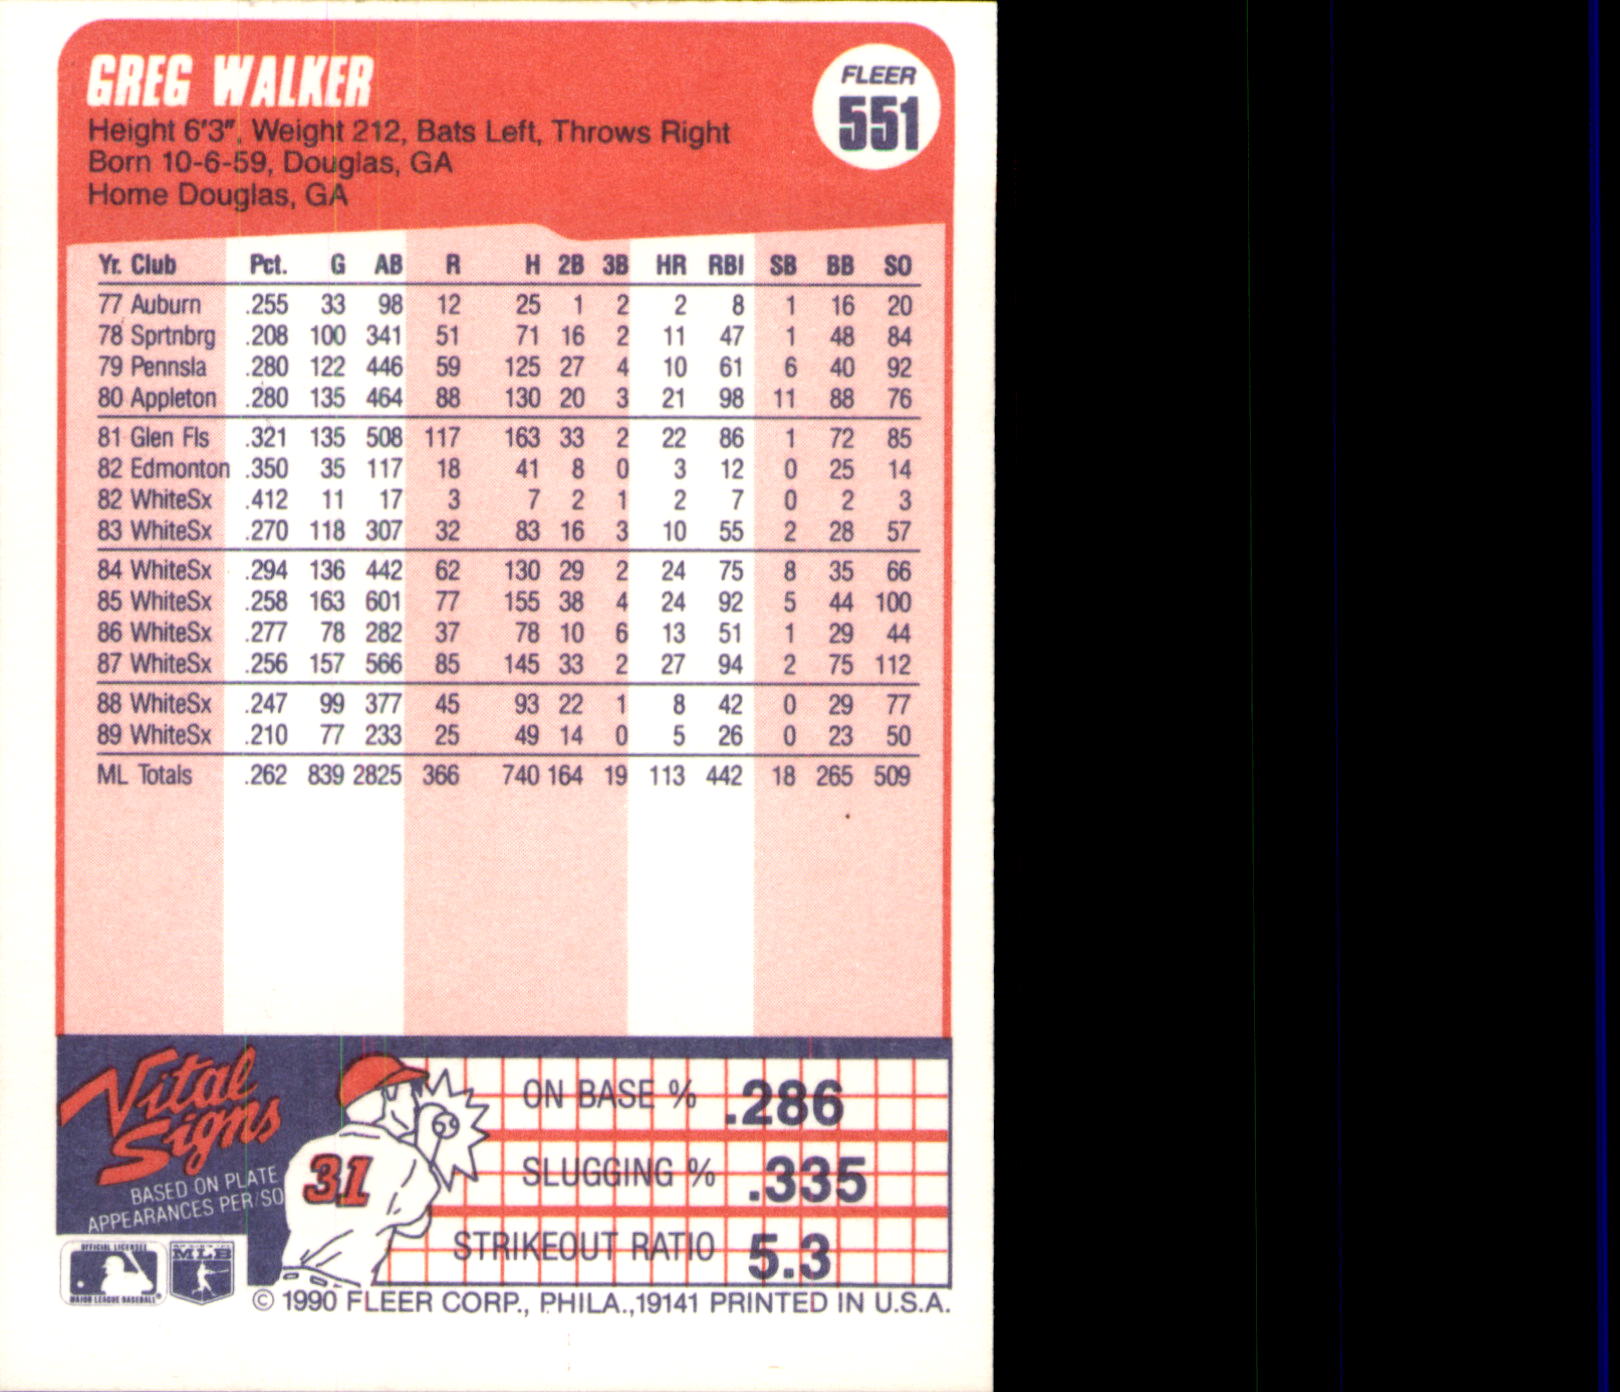 GREG WALKER
FLEER
551
Height 6'3", Weight 212, Bats Left, Throws Right
Born 10-6-59, Douglas, GA
Home Douglas, GA
Yr. Club Pct. G AB R H 2B 3B HR RBI SB BB SO
77 Auburn .255 33 98 12 25 1 2 2 8 1 16 20
78 Sprtnbrg .208 100 341 51 71 16 2 11 47 1 48 84
79 Pennsla .280 122 446 59 125 27 4 10 61 6 40 92
80 Appleton .280 135 464 88 130 20 3 21 98 11 88 76
81 Glen Fls .321 135 508 117 163 33 2 22 86 1 72 85
82 Edmonton .350 35 117 18 41 8 0 3 12 0 25 14
82 WhiteSx .412 11 17 3 7 2 1 2 7 0 2 3
83 WhiteSx .270 118 307 32 83 16 3 10 55 2 28 57
84 WhiteSx .294 136 442 62 130 29 2 24 75 8 35 66
85 WhiteSx .258 163 601 77 155 38 4 24 92 5 44 100
86 WhiteSx .277 78 282 37 78 10 6 13 51 1 29 44
87 WhiteSx .256 157 566 85 145 33 2 27 94 2 75 112
88 WhiteSx .247 99 377 45 93 22 1 8 42 0 29 77
89 WhiteSx .210 77 233 25 49 14 0 5 26 0 23 50
ML Totals .262 839 2825 366 740 164 19 113 442 18 265 509
Vital
Signs
BASED ON PLATE
APPEARANCES PER/SO
31
ON BASE % .286
SLUGGING % .335
STRIKEOUT RATIO 5.3
OFFICIAL LICENSEE
MAJOR LEAGUE BASEBALL®
MLB
© 1990 FLEER CORP., PHILA.,19141 PRINTED IN U.S.A.